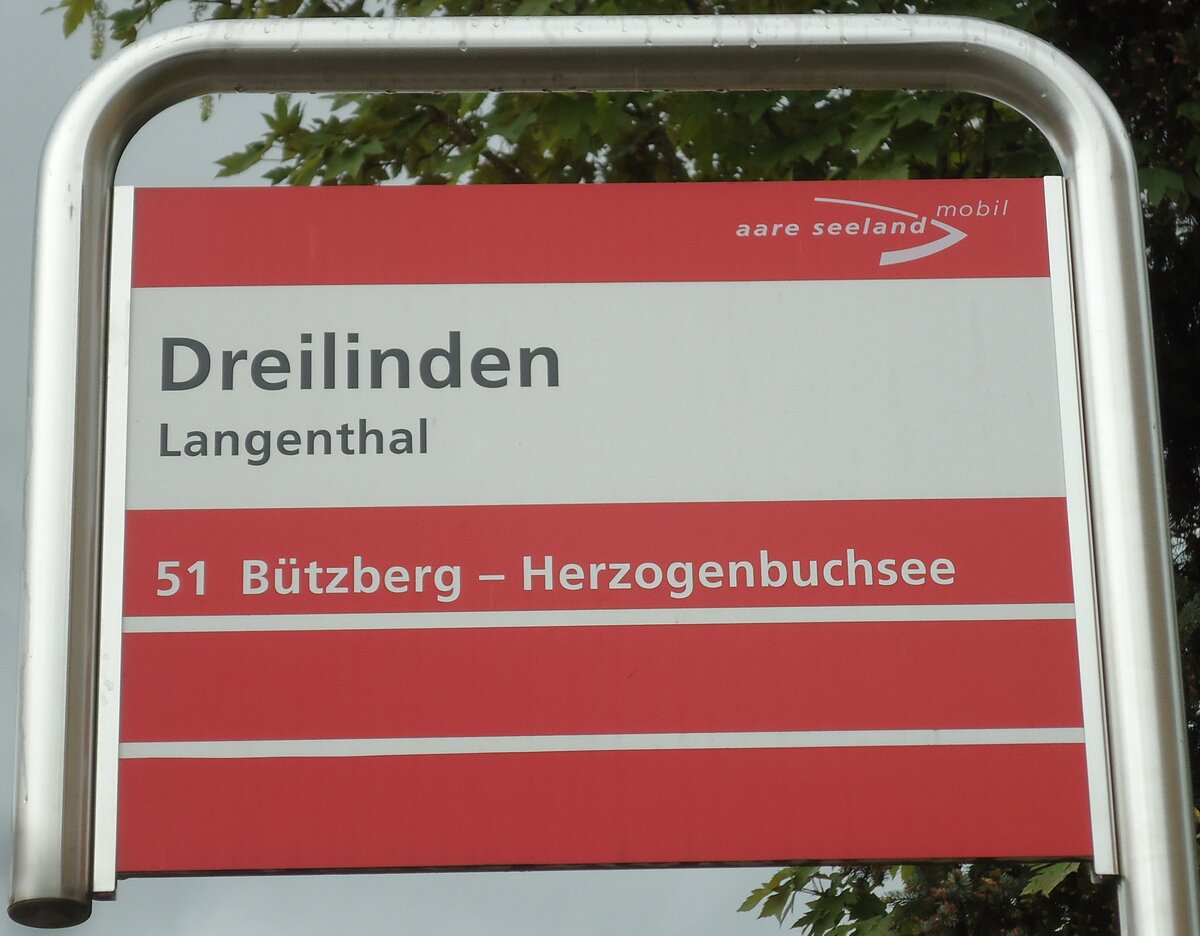 mobil
aare seeland
Dreilinden
Langenthal
51 Bützberg – Herzogenbuchsee